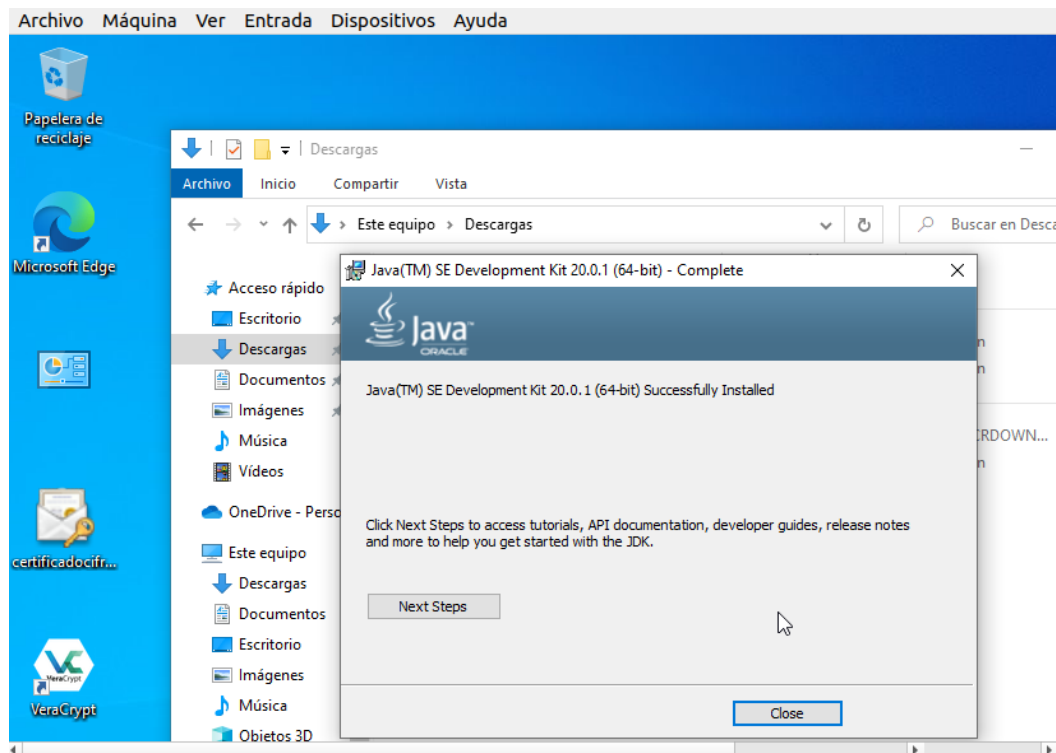 Archivo Máquina Ver Entrada Dispositivos Ayuda
Papelera de
reciclaje
Descargas
Archivo Inicio Compartir Vista
Este equipo Descargas
Buscar en Desca
Microsoft Edge
Java(TM) SE Development Kit 20.0.1 (64-bit) - Complete
Acceso rápido
Escritorio
Descargas
Documentos
Imágenes
Música
Vídeos
OneDrive - Perso
Este equipo
Descargas
Documentos
Escritorio
Imágenes
Música
Objetos 3D
Java™
ORACLE
Java(TM) SE Development Kit 20.0.1 (64-bit) Successfully Installed
Click Next Steps to access tutorials, API documentation, developer guides, release notes
and more to help you get started with the JDK.
Next Steps
Close
n
n
RDOWN...
n
certificadocifr...
VeraCrypt
VeraCrypt